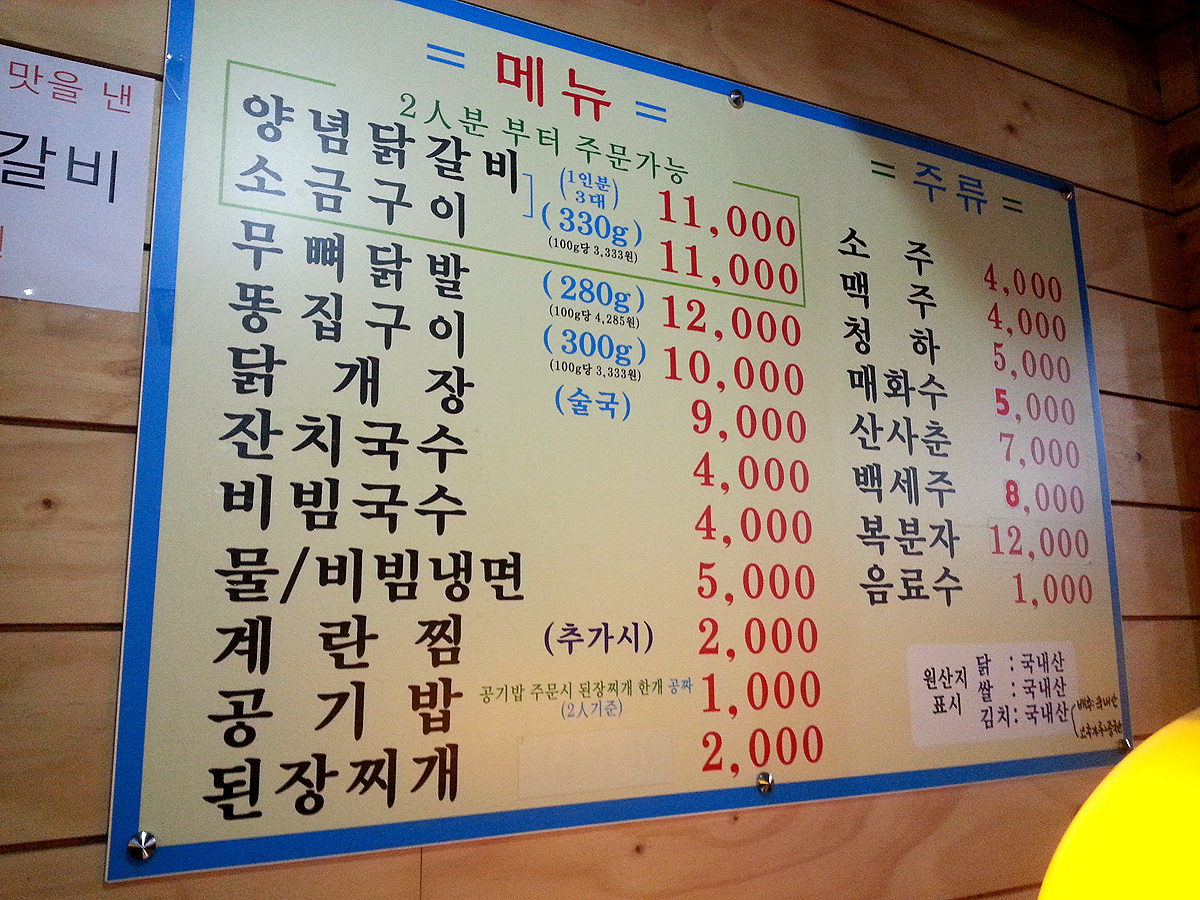 맛을 낸
갈비
= 메뉴 =
2人분 부터 주문가능
양념닭갈비 (1인분 3대) 11,000
소금구이 (330g) (100g당 3,333원) 11,000
무뼈닭발 (280g) (100g당 4,285원) 12,000
똥집구이 (300g) (100g당 3,333원) 10,000
닭개장 (술국) 9,000
잔치국수 4,000
비빔국수 4,000
물/비빔냉면 5,000
계란찜 (추가시) 2,000
공기밥 공기밥 주문시 된장찌개 한개 공짜 (2人기준) 1,000
된장찌개 2,000
= 주류 =
소주 4,000
맥주 4,000
청하 5,000
매화수 5,000
산사춘 7,000
백세주 8,000
복분자 12,000
음료수 1,000
원산지 표시
닭 : 국내산
쌀 : 국내산
김치 : 국내산
배추:국내산